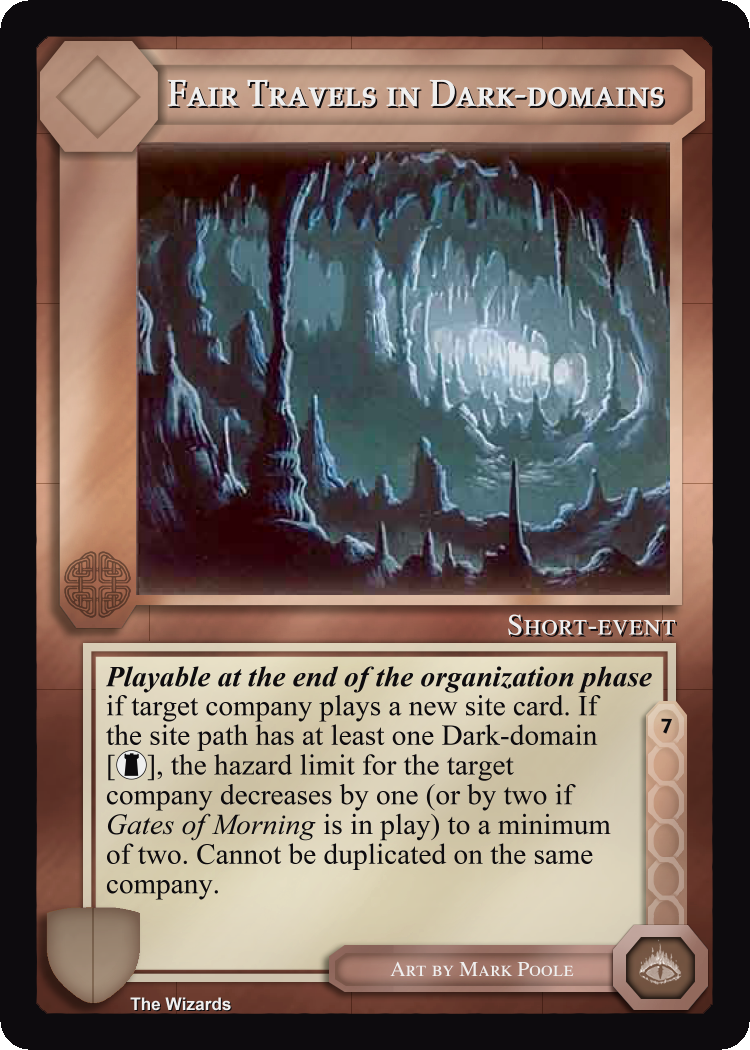 Fair Travels in Dark-domains
Short-event
Playable at the end of the organization phase
if target company plays a new site card. If
the site path has at least one Dark-domain
[ ], the hazard limit for the target
company decreases by one (or by two if
Gates of Morning is in play) to a minimum
of two. Cannot be duplicated on the same
company.
7
Art by Mark Poole
The Wizards